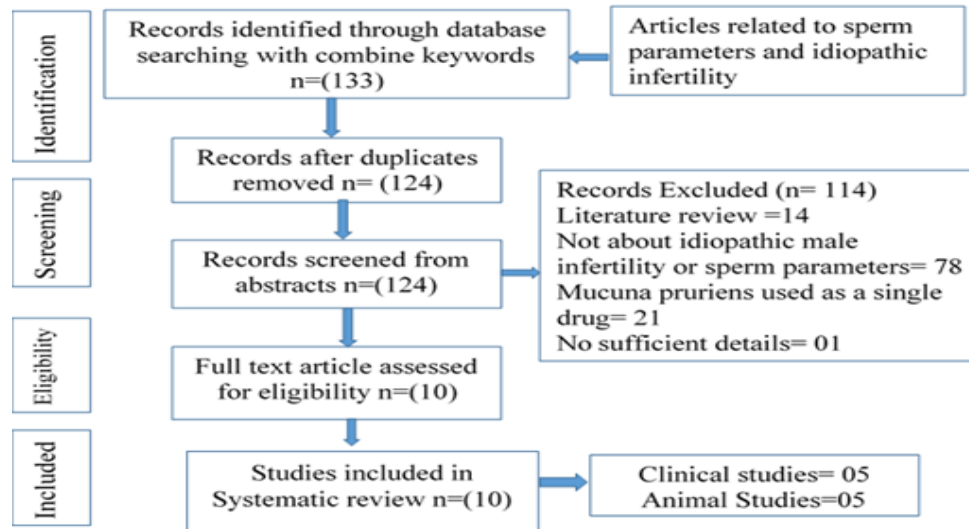 Identification
Records identified through database
searching with combine keywords
n=(133)
Articles related to sperm
parameters and idiopathic
infertility
Records after duplicates
removed n= (124)
Screening
Records screened from
abstracts n=(124)
Records Excluded (n= 114)
Literature review =14
Not about idiopathic male
infertility or sperm parameters= 78
Mucuna pruriens used as a single
drug= 21
No sufficient details= 01
Eligibility
Full text article assessed
for eligibility n=(10)
Included
Studies included in
Systematic review n=(10)
Clinical studies= 05
Animal Studies=05